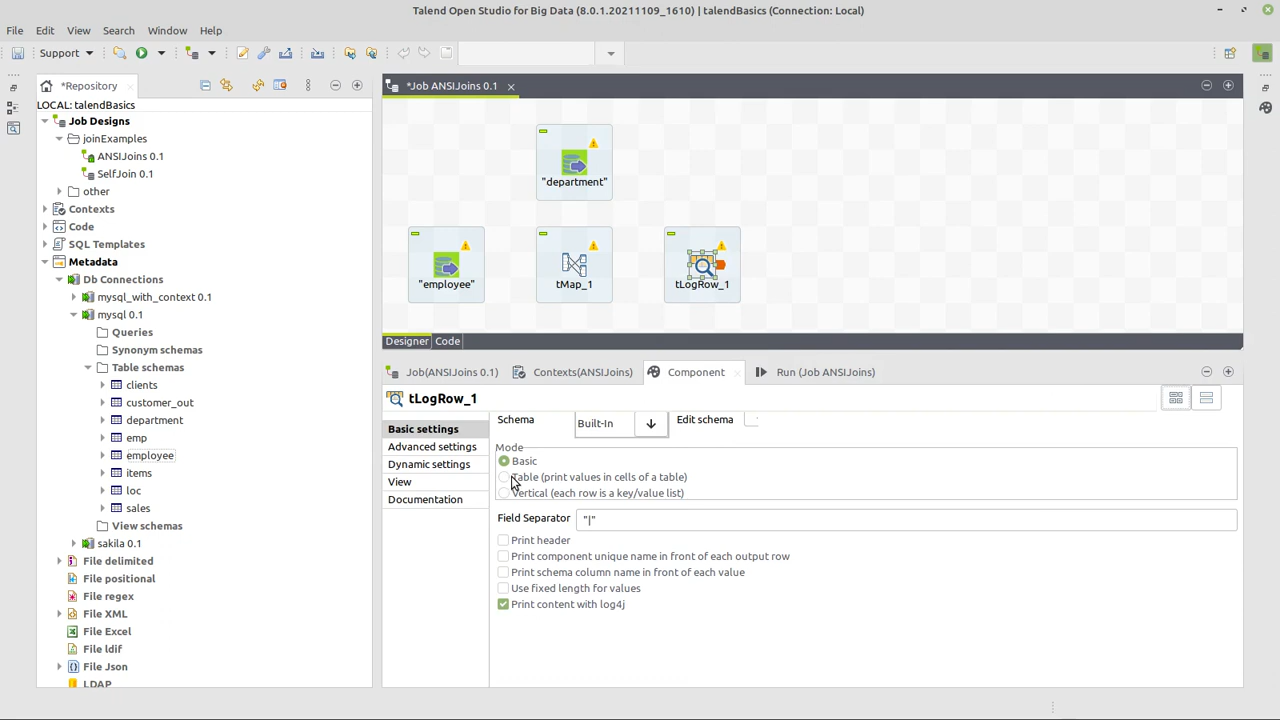 Talend Open Studio for Big Data (8.0.1.20211109_1610) | talendBasics (Connection: Local)
File Edit View Search Window Help
Support
*Repository
LOCAL: talendBasics
Job Designs
joinExamples
ANSIJoins 0.1
SelfJoin 0.1
other
Contexts
Code
SQL Templates
Metadata
Db Connections
mysql_with_context 0.1
mysql 0.1
Queries
Synonym schemas
Table schemas
clients
customer_out
department
emp
employee
items
loc
sales
View schemas
sakila 0.1
File delimited
File positional
File regex
File XML
File Excel
File ldif
File Json
LDAP
*Job ANSIJoins 0.1
"department"
"employee"
tMap_1
tLogRow_1
Designer Code
Job(ANSIJoins 0.1) Contexts(ANSIJoins) Component Run (Job ANSIJoins)
tLogRow_1
Basic settings
Advanced settings
Dynamic settings
View
Documentation
Schema Built-In Edit schema
Mode
Basic
Table (print values in cells of a table)
Vertical (each row is a key/value list)
Field Separator "|"
Print header
Print component unique name in front of each output row
Print schema column name in front of each value
Use fixed length for values
Print content with log4j